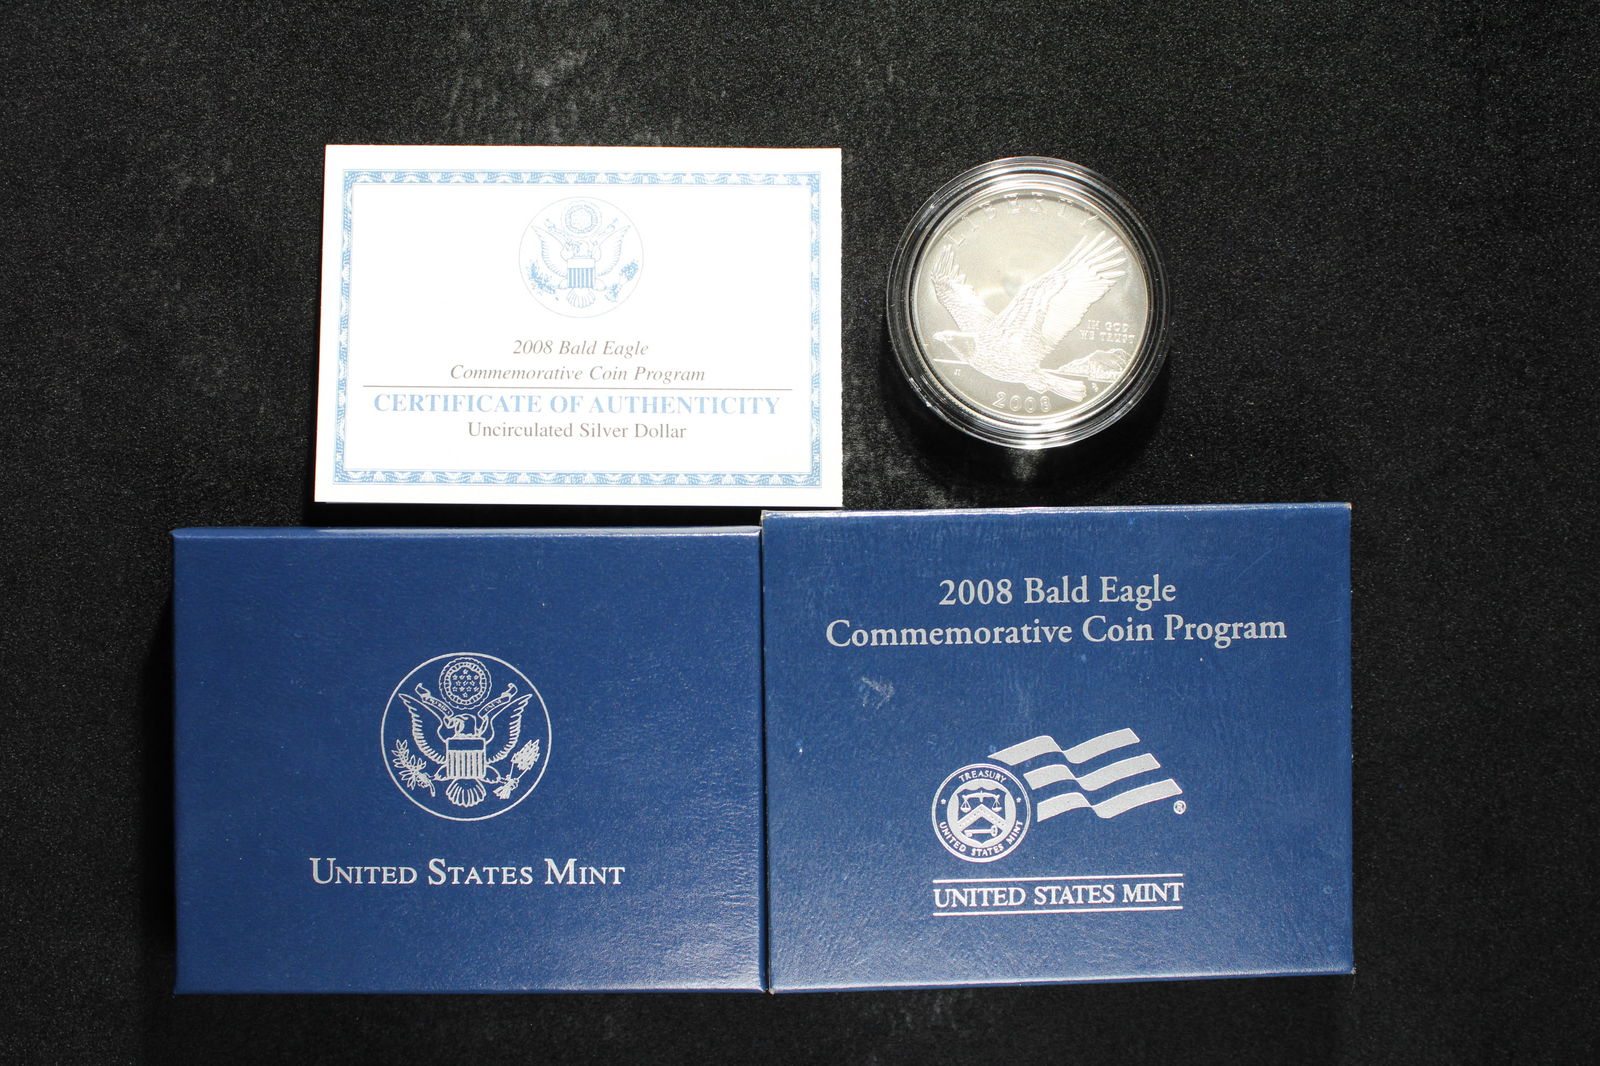 2008 Bald Eagle
Commemorative Coin Program
CERTIFICATE OF AUTHENTICITY
Uncirculated Silver Dollar
LIBERTY
IN GOD
WE TRUST
2008
UNITED STATES MINT
2008 Bald Eagle
Commemorative Coin Program
TREASURY
UNITED STATES MINT
®
UNITED STATES MINT